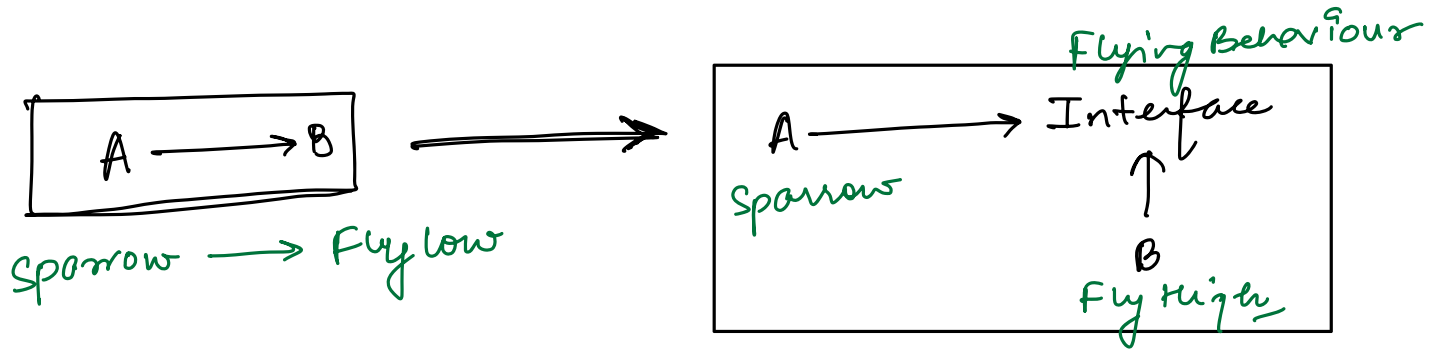 A → B
Sparrow → Fly low
Flying Behaviour
A → Interface
Sparrow
B
Fly High